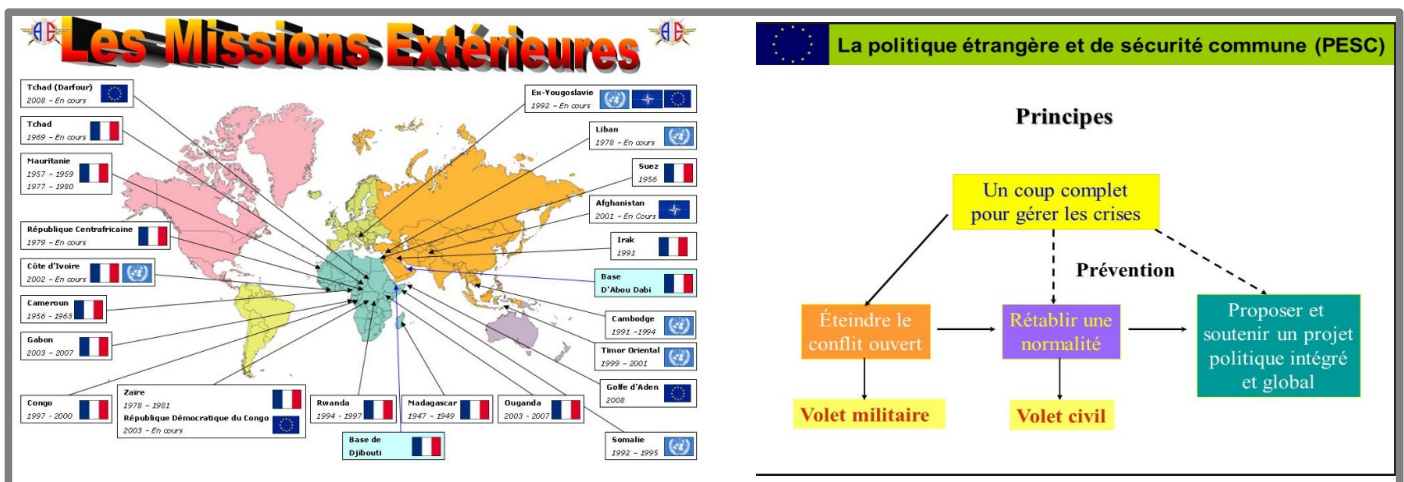 Les Missions Extérieures
Tchad (Darfour)
2008 - En cours
Tchad
1969 - En cours
Mauritanie
1957 - 1959
1977 - 1980
République Centrafricaine
1979 - En cours
Côte d'Ivoire
2002 - En cours
Cameroun
1956 - 1963
Gabon
2003 - 2007
Congo
1997 - 2000
Zaïre
1978 - 1981
République Démocratique du Congo
2003 - En cours
Rwanda
1994 - 1997
Madagascar
1947 - 1949
Ouganda
2003 - 2007
Base de
Djibouti
Ex-Yougoslavie
1992 - En cours
Liban
1978 - En cours
Suez
1956
Afghanistan
2001 - En Cours
Irak
1991
Base
D'Abou Dabi
Cambodge
1991 -1994
Timor Oriental
1999 - 2001
Golfe d'Aden
2008
Somalie
1992 - 1995
La politique étrangère et de sécurité commune (PESC)
Principes
Un coup complet
pour gérer les crises
Prévention
Éteindre le
conflit ouvert
Rétablir une
normalité
Proposer et
soutenir un projet
politique intégré
et global
Volet militaire
Volet civil